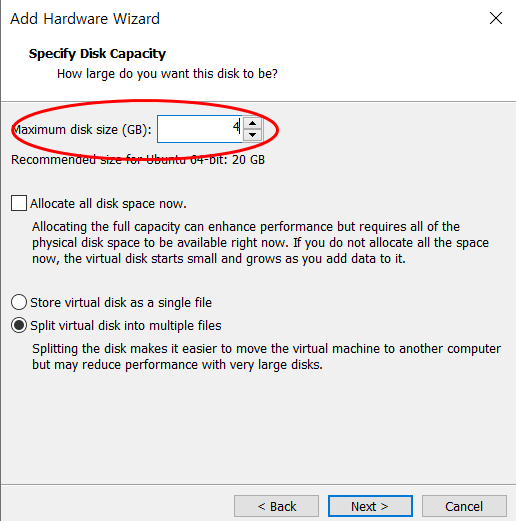 Add Hardware Wizard
Specify Disk Capacity
How large do you want this disk to be?
Maximum disk size (GB): 4
Recommended size for Ubuntu 64-bit: 20 GB
Allocate all disk space now.
Allocating the full capacity can enhance performance but requires all of the
physical disk space to be available right now. If you do not allocate all the space
now, the virtual disk starts small and grows as you add data to it.
Store virtual disk as a single file
Split virtual disk into multiple files
Splitting the disk makes it easier to move the virtual machine to another computer
but may reduce performance with very large disks.
< Back Next > Cancel